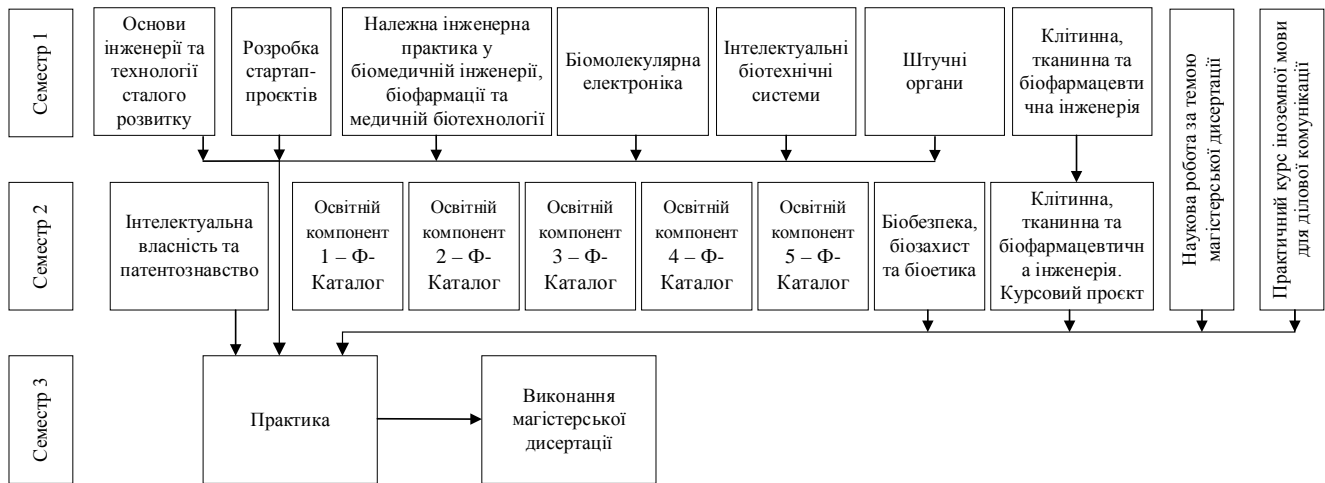 Семестр 1
Основи
інженерії та
технології
сталого
розвитку
Розробка
стартап-
проєктів
Належна інженерна
практика у
біомедичній інженерії,
біофармації та
медичній біотехнології
Біомолекулярна
електроніка
Інтелектуальні
біотехнічні
системи
Штучні
органи
Клітинна,
тканинна та
біофармацевти
чна інженерія
Наукова робота за темою
магістерської дисертації
Практичний курс іноземної мови
для ділової комунікації
Семестр 2
Інтелектуальна
власність та
патентознавство
Освітній
компонент
1 – Ф-
Каталог
Освітній
компонент
2 – Ф-
Каталог
Освітній
компонент
3 – Ф-
Каталог
Освітній
компонент
4 – Ф-
Каталог
Освітній
компонент
5 – Ф-
Каталог
Біобезпека,
біозахист
та біоетика
Клітинна,
тканинна та
біофармацевтичн
а інженерія.
Курсовий проєкт
Семестр 3
Практика
Виконання
магістерської
дисертації